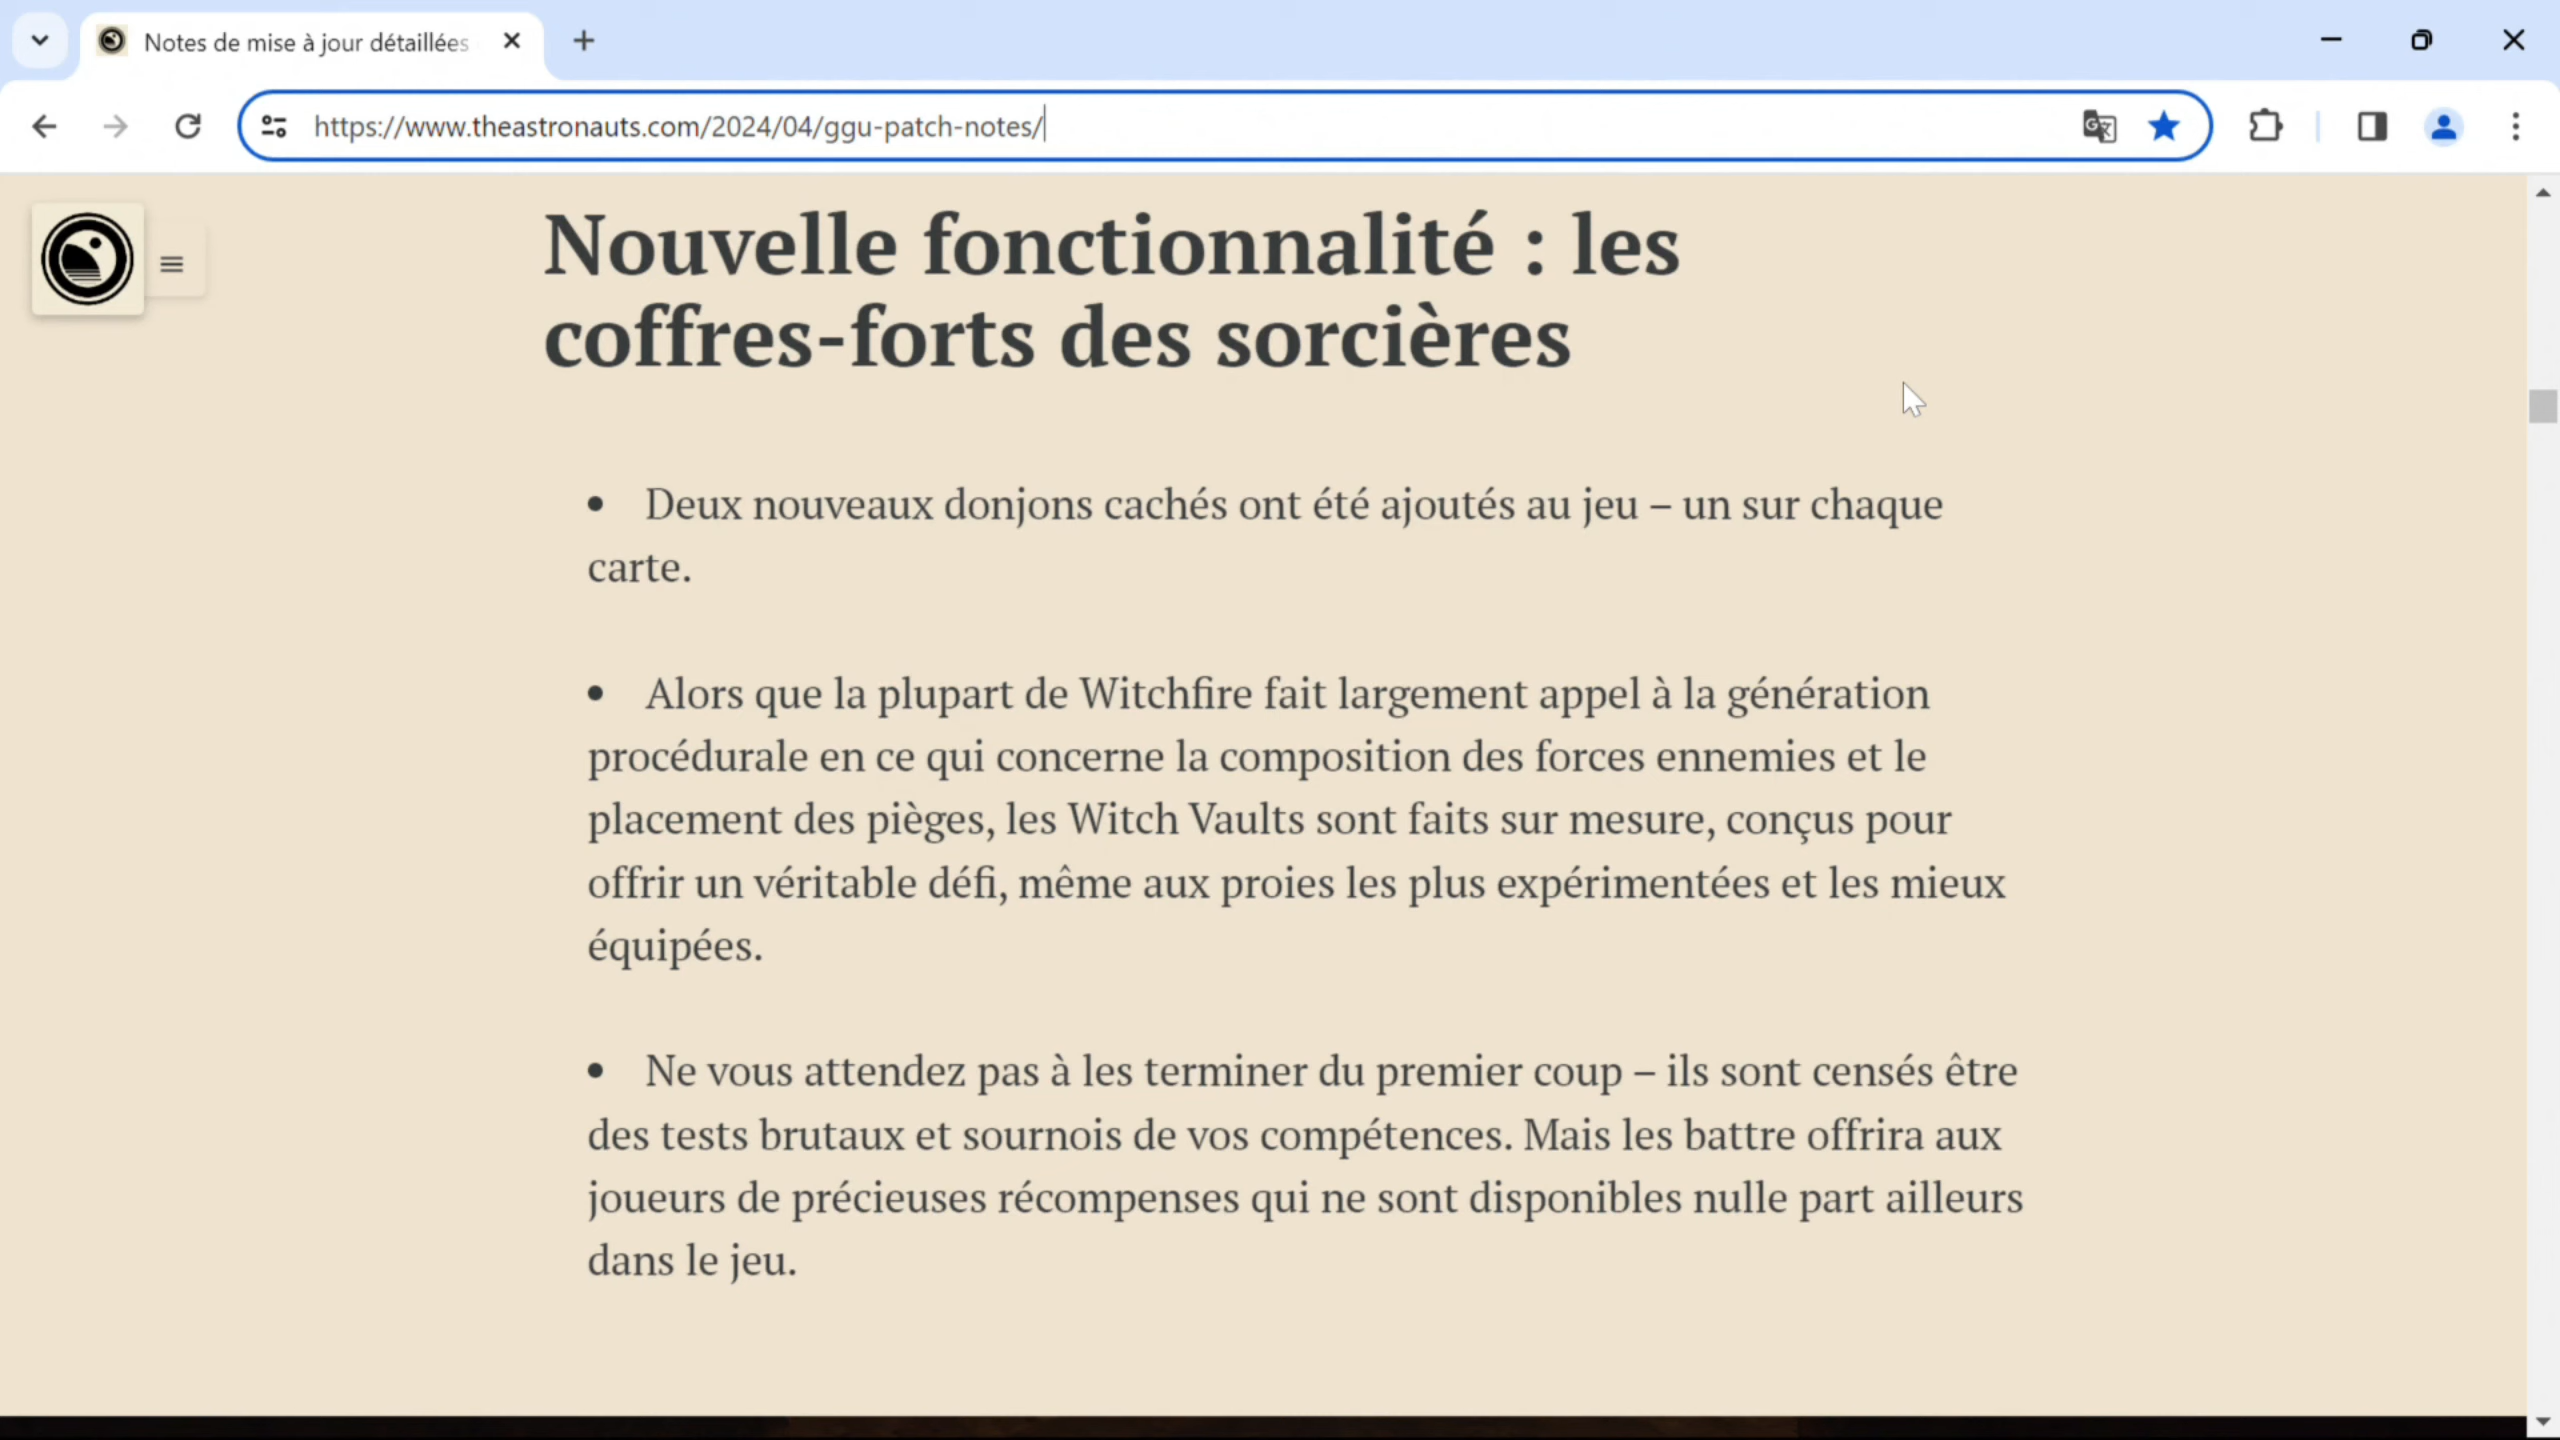 Notes de mise à jour détaillées
https://www.theastronauts.com/2024/04/ggu-patch-notes/
Nouvelle fonctionnalité : les
coffres-forts des sorcières
• Deux nouveaux donjons cachés ont été ajoutés au jeu – un sur chaque
carte.
• Alors que la plupart de Witchfire fait largement appel à la génération
procédurale en ce qui concerne la composition des forces ennemies et le
placement des pièges, les Witch Vaults sont faits sur mesure, conçus pour
offrir un véritable défi, même aux proies les plus expérimentées et les mieux
équipées.
• Ne vous attendez pas à les terminer du premier coup – ils sont censés être
des tests brutaux et sournois de vos compétences. Mais les battre offrira aux
joueurs de précieuses récompenses qui ne sont disponibles nulle part ailleurs
dans le jeu.